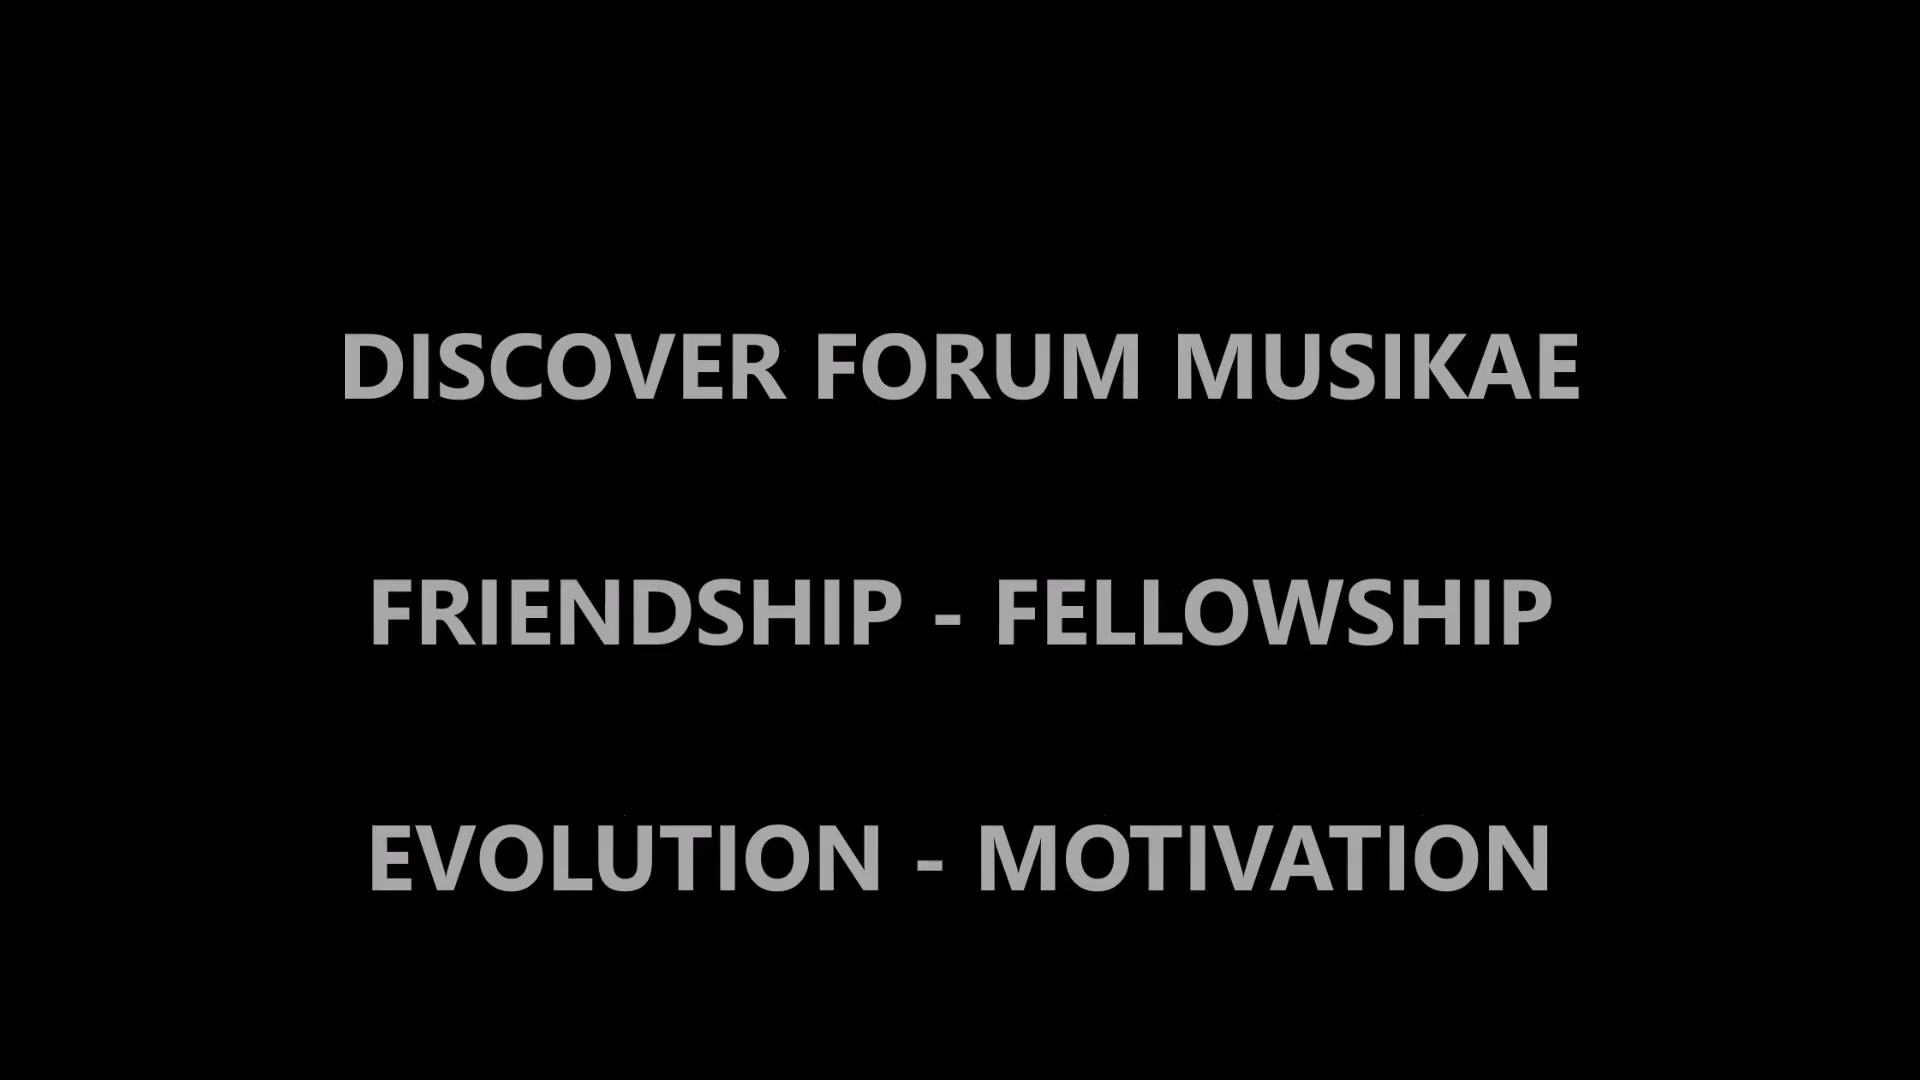 DISCOVER FORUM MUSIKAE
FRIENDSHIP - FELLOWSHIP
EVOLUTION - MOTIVATION